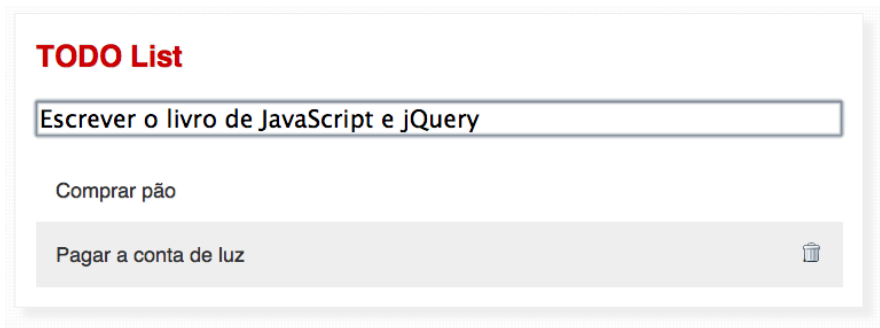 TODO List
Escrever o livro de JavaScript e jQuery
Comprar pão
Pagar a conta de luz